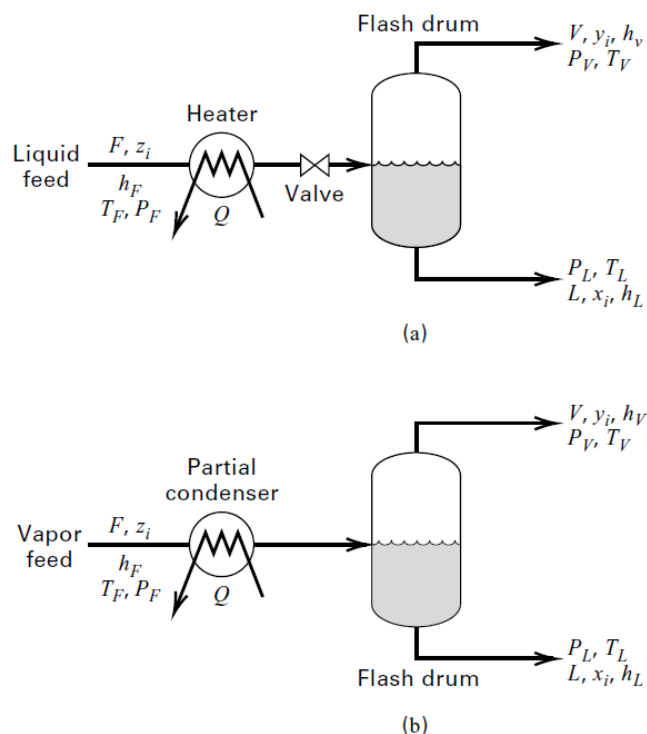 Flash drum
V, y_i, h_v
P_V, T_V
Heater
Liquid feed
F, z_i
h_F
T_F, P_F
Q
Valve
P_L, T_L
L, x_i, h_L
(a)
V, y_i, h_V
P_V, T_V
Partial
condenser
Vapor
feed
F, z_i
h_F
T_F, P_F
Q
P_L, T_L
L, x_i, h_L
Flash drum
(b)